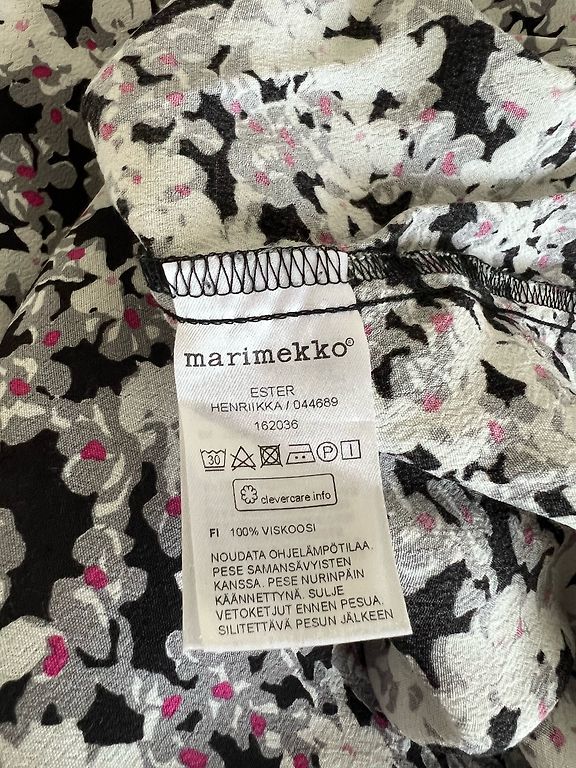 marimekko®
ESTER
HENRIIKKA / 044689
162036
30 P
clevercare.info
FI 100% VISKOOSI
NOUDATA OHJELÄMPÖTILAA.
PESE SAMANSÄVYISTEN
KANSSA. PESE NURINPÄIN
KÄÄNNETTYNÄ. SULJE
VETOKETJUT ENNEN PESUA.
SILITETTÄVÄ PESUN JÄLKEEN